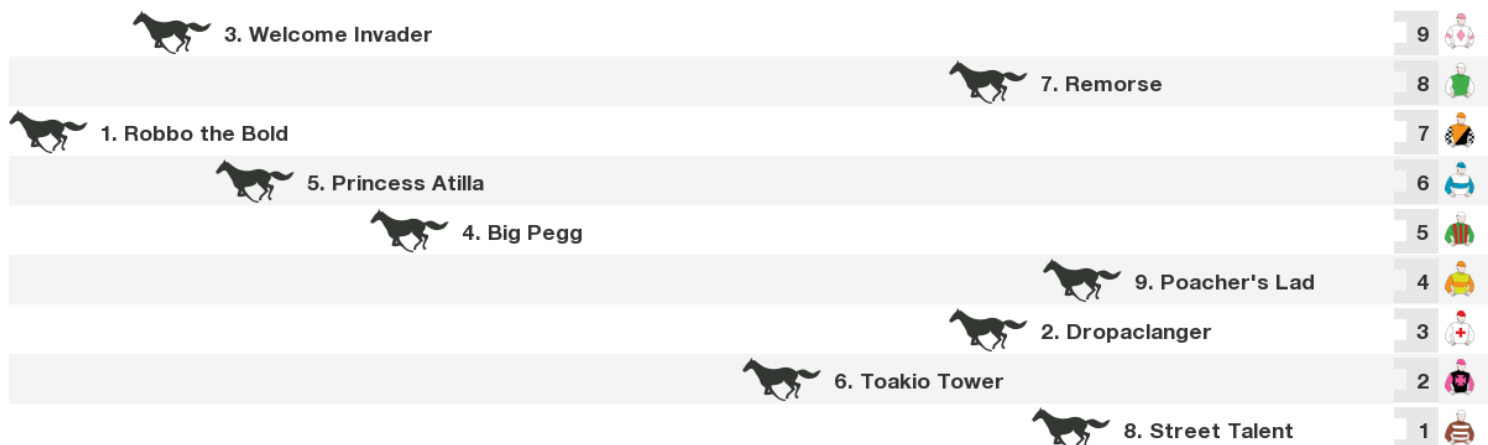 3. Welcome Invader 9
7. Remorse 8
1. Robbo the Bold 7
5. Princess Atilla 6
4. Big Pegg 5
9. Poacher's Lad 4
2. Dropaclanger 3
6. Toakio Tower 2
8. Street Talent 1